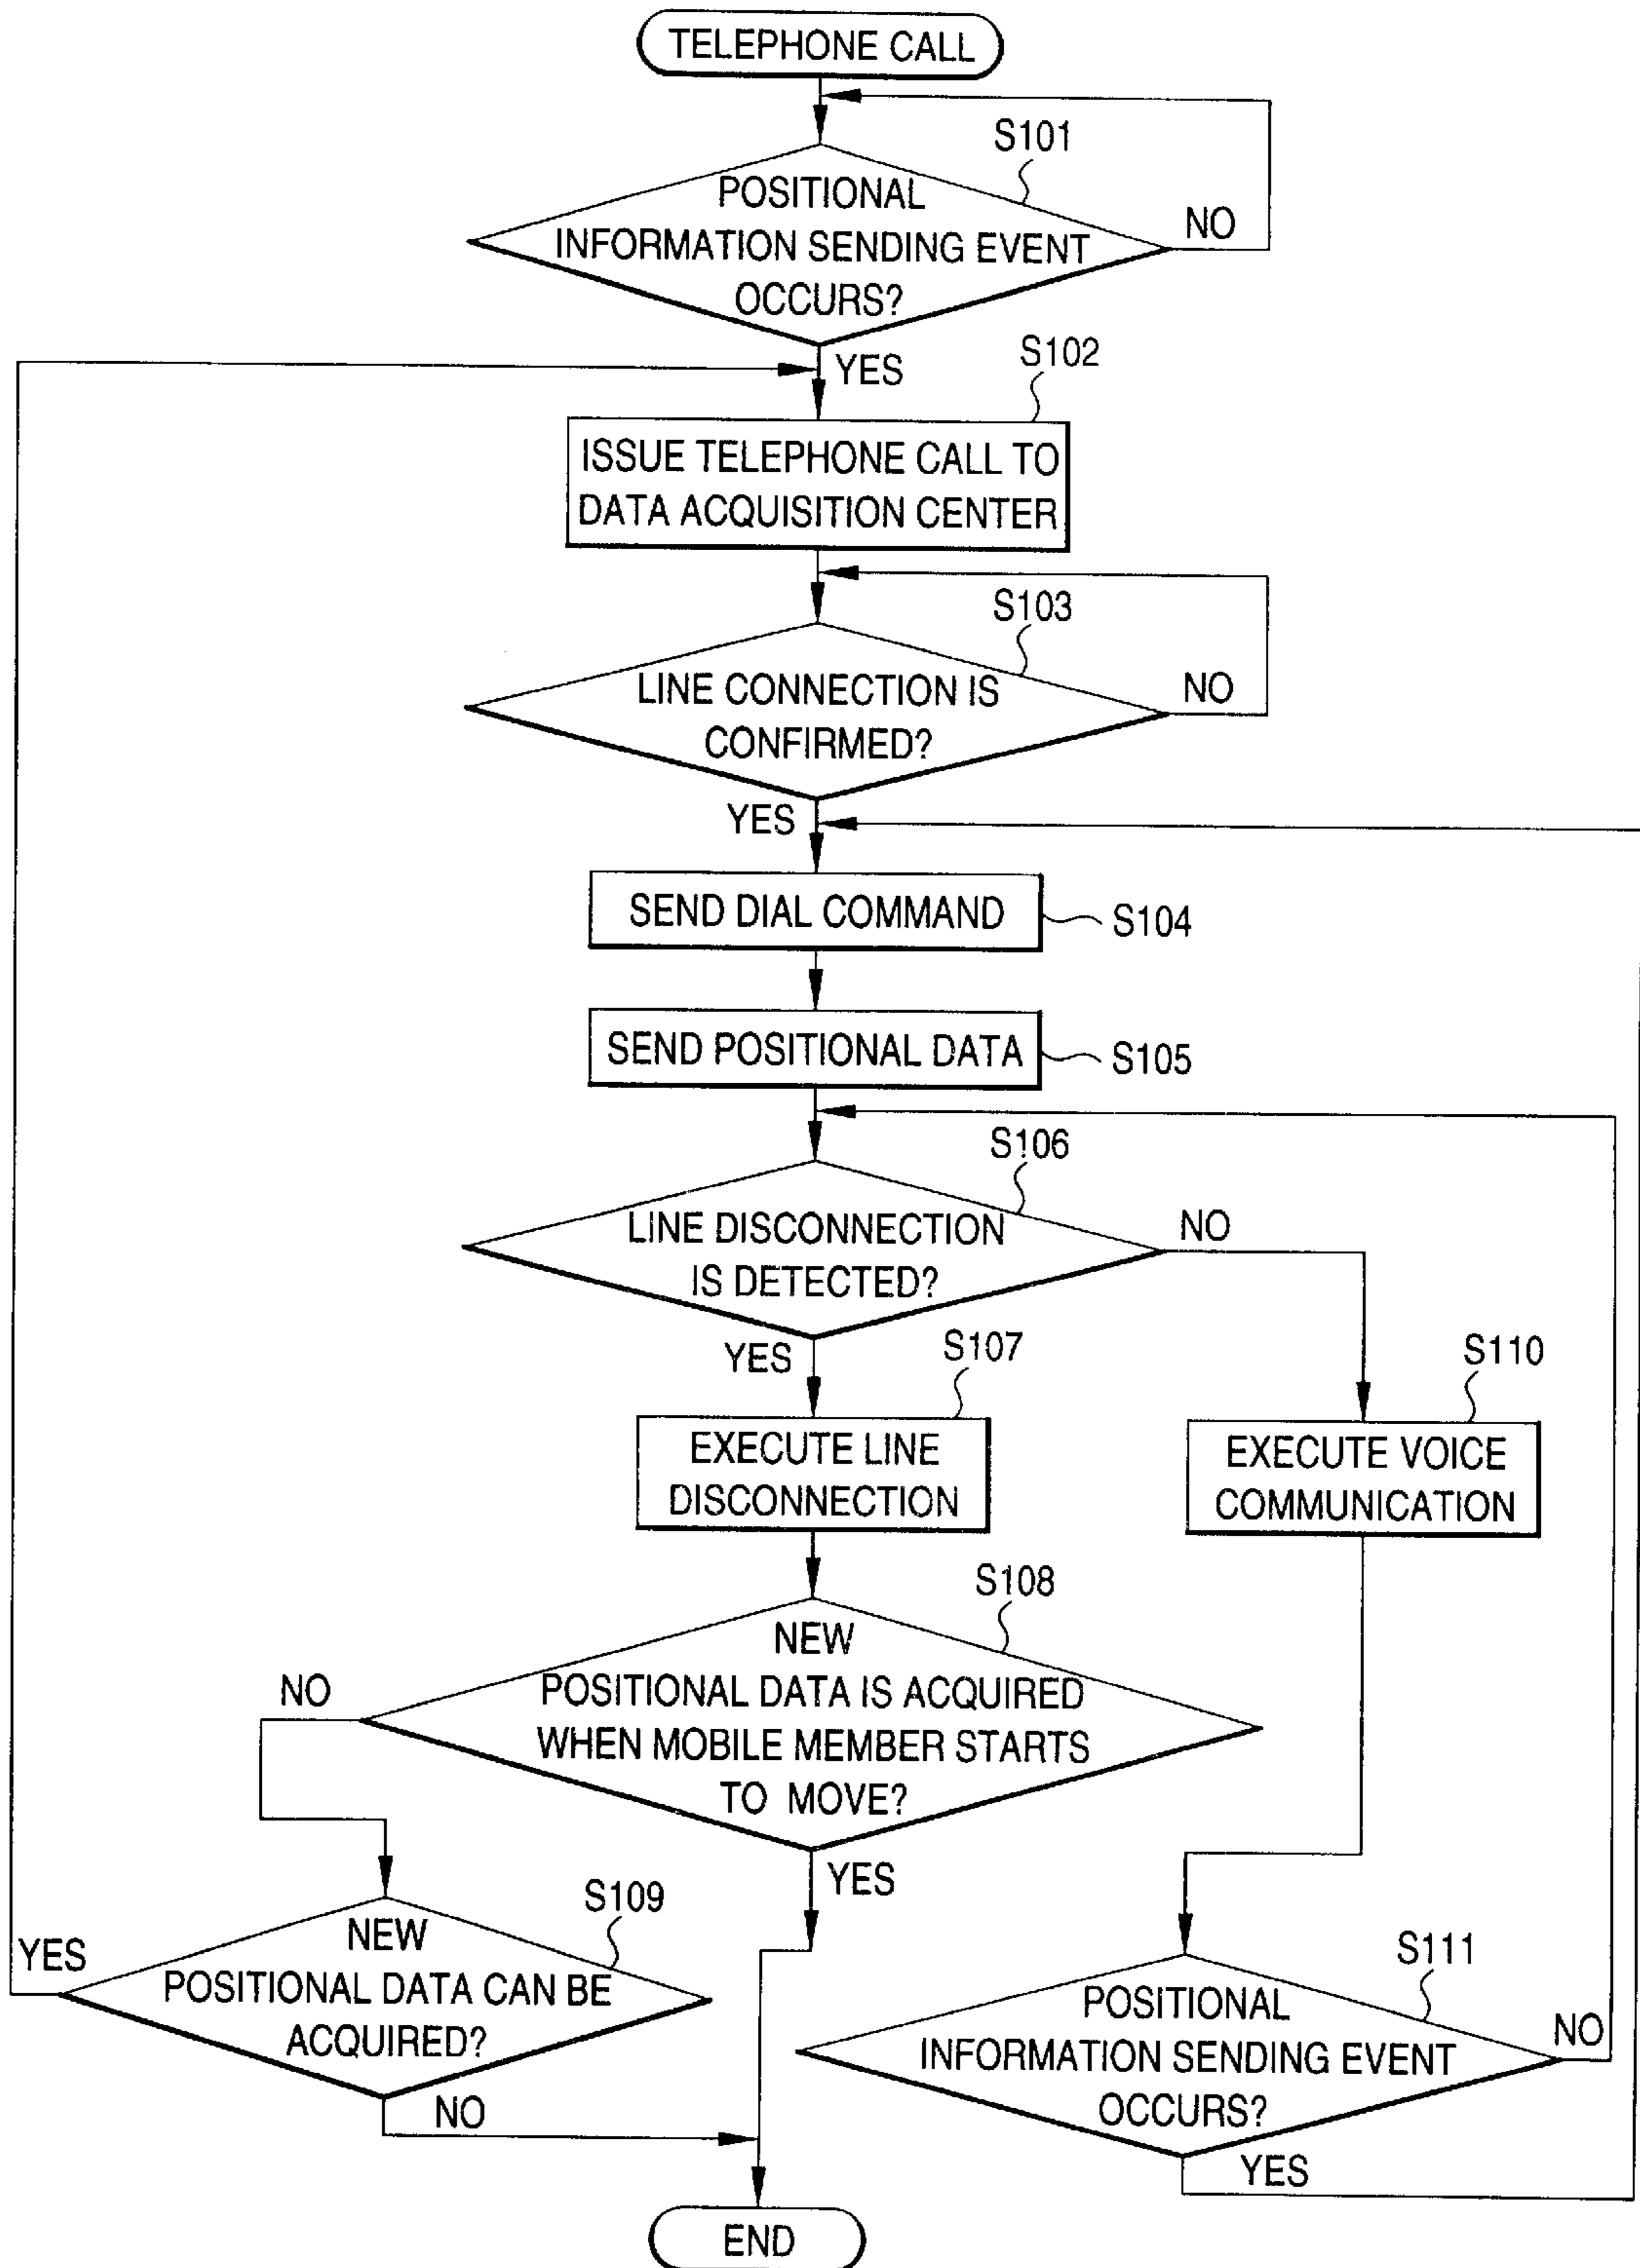 TELEPHONE CALL
S101
POSITIONAL
INFORMATION SENDING EVENT
OCCURS?
NO
YES
S102
ISSUE TELEPHONE CALL TO
DATA ACQUISITION CENTER
S103
LINE CONNECTION IS
CONFIRMED?
NO
YES
SEND DIAL COMMAND
S104
SEND POSITIONAL DATA
S105
S106
LINE DISCONNECTION
IS DETECTED?
NO
YES
S107
EXECUTE LINE
DISCONNECTION
S110
EXECUTE VOICE
COMMUNICATION
S108
NEW
POSITIONAL DATA IS ACQUIRED
WHEN MOBILE MEMBER STARTS
TO MOVE?
NO
YES
S109
NEW
POSITIONAL DATA CAN BE
ACQUIRED?
YES
NO
S111
POSITIONAL
INFORMATION SENDING EVENT
OCCURS?
NO
YES
END